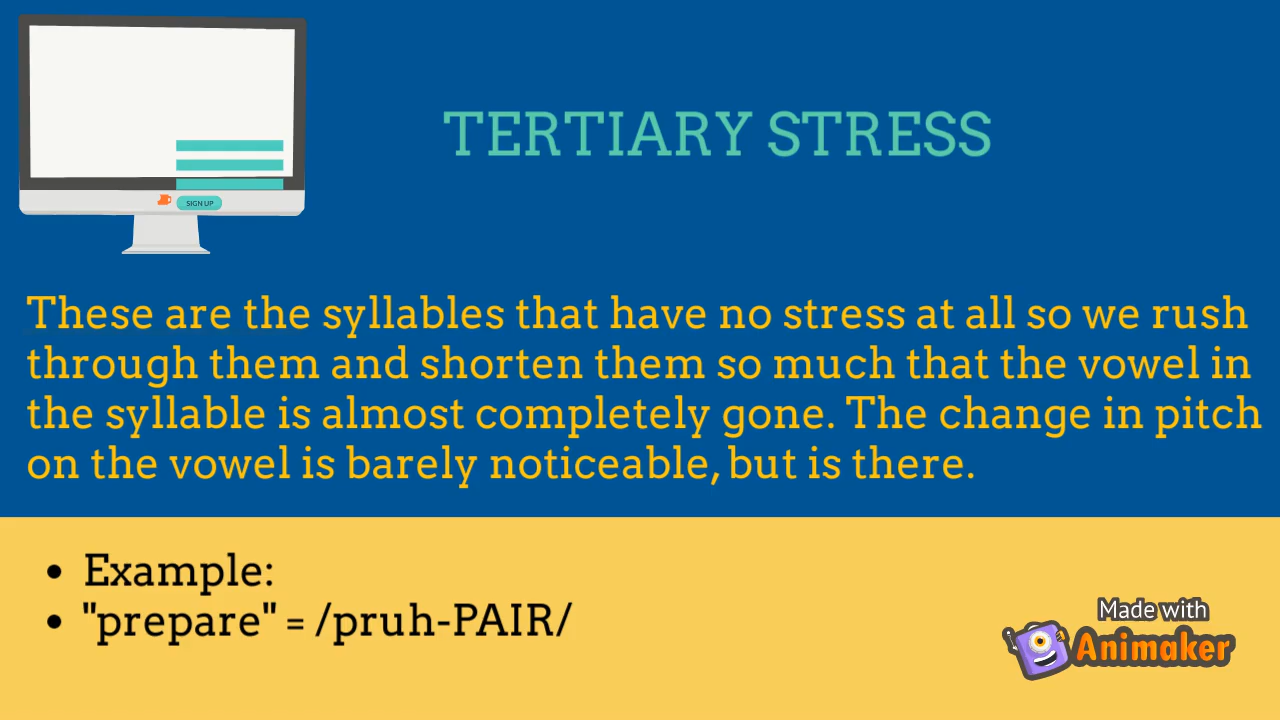 SIGN UP
TERTIARY STRESS
These are the syllables that have no stress at all so we rush
through them and shorten them so much that the vowel in
the syllable is almost completely gone. The change in pitch
on the vowel is barely noticeable, but is there.
• Example:
• "prepare" = /pruh-PAIR/
Made with
Animaker